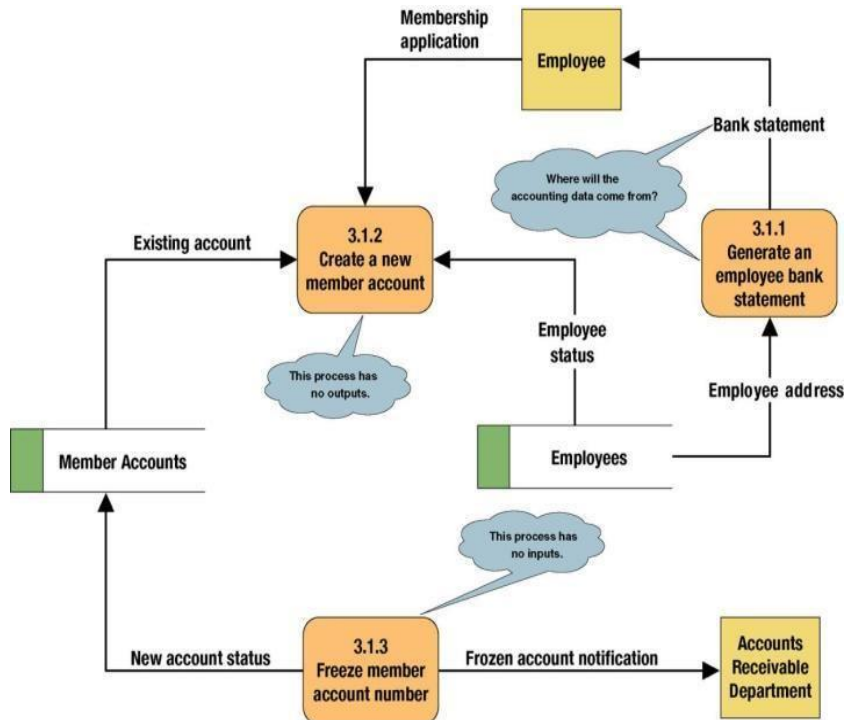 Membership
application
Employee
Bank statement
Where will the
accounting data come from?
3.1.2
Create a new
member account
Existing account
3.1.1
Generate an
employee bank
statement
Employee
status
This process has
no outputs.
Employee address
Member Accounts
Employees
This process has
no inputs.
New account status
3.1.3
Freeze member
account number
Frozen account notification
Accounts
Receivable
Department